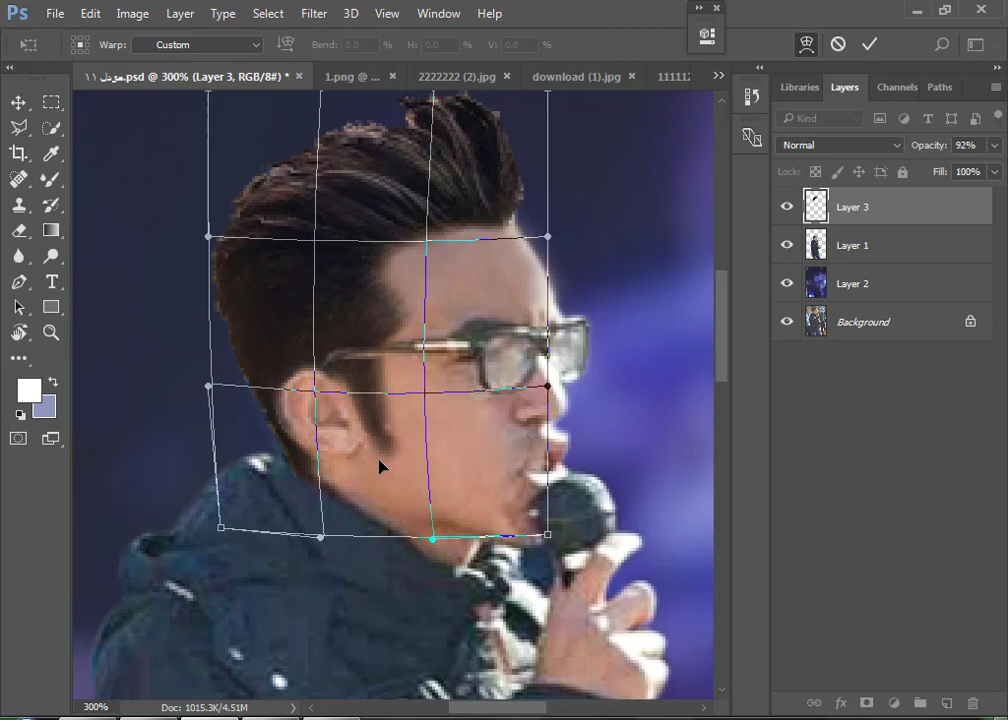 Ps File Edit Image Layer Type Select Filter 3D View Window Help
Warp: Custom Bend: 0.0 % H: 0.0 % V: 0.0 %
موديل ١١.psd @ 300% (Layer 3, RGB/8#) * 1.png @ ... 2222222 (2).jpg download (1).jpg 111112
Libraries Layers Channels Paths
Kind
Normal Opacity: 92%
Lock: Fill: 100%
Layer 3
Layer 1
Layer 2
Background
300% Doc: 1015.3K/4.51M